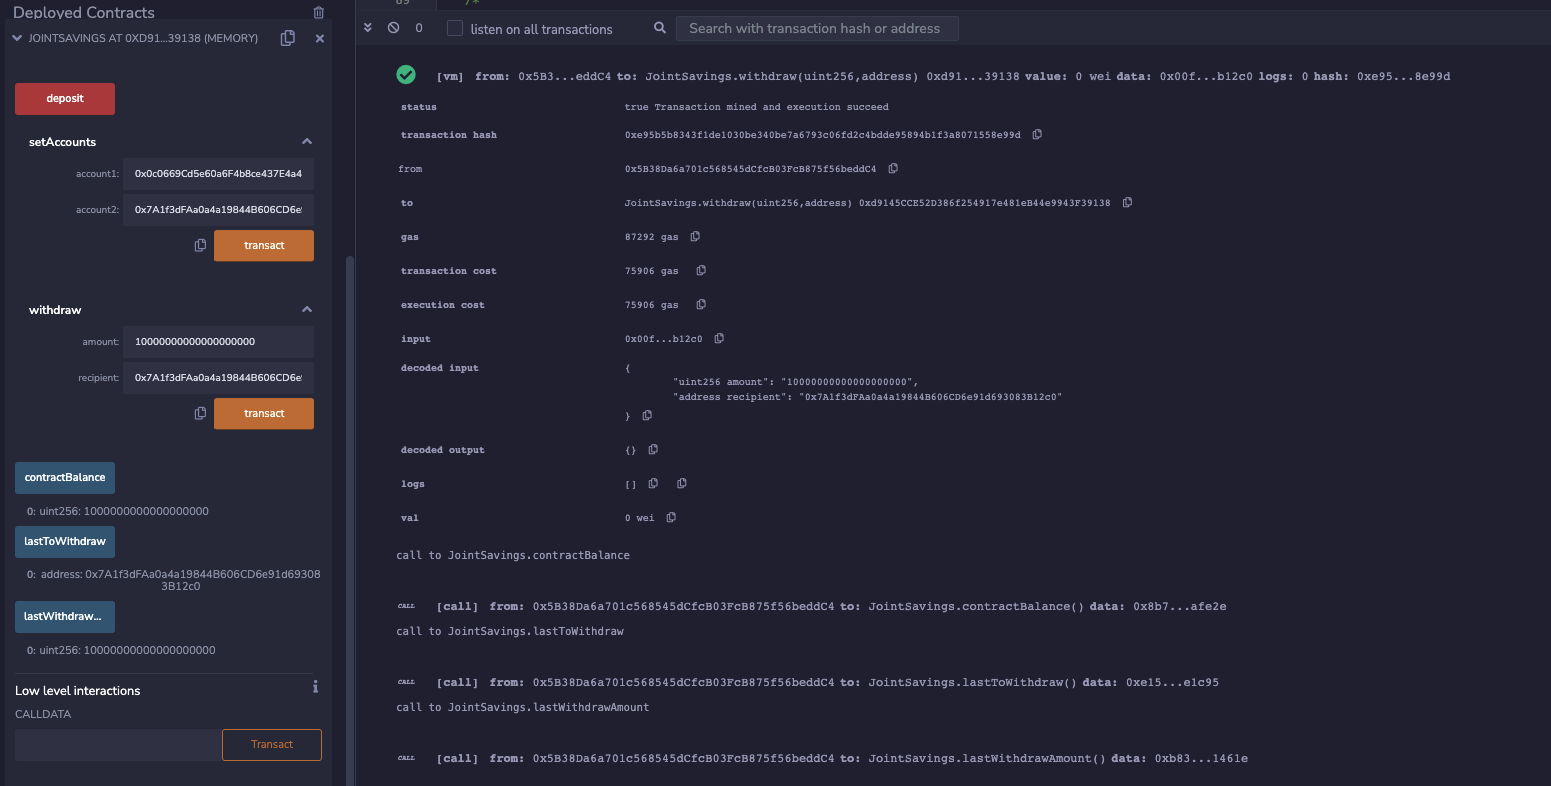 Deployed Contracts
JOINTSAVINGS AT 0XD91...39138 (MEMORY)
deposit
setAccounts
account1: 0x0c0669Cd5e60a6F4b8ce437E4a4
account2: 0x7A1f3dFAa0a4a19844B606CD6e
transact
withdraw
amount: 10000000000000000000
recipient: 0x7A1f3dFAa0a4a19844B606CD6e
transact
contractBalance
0: uint256: 1000000000000000000
lastToWithdraw
0: address: 0x7A1f3dFAa0a4a19844B606CD6e91d69308
3B12c0
lastWithdraw...
0: uint256: 10000000000000000000
Low level interactions
i
CALLDATA
Transact
69 /*
0 listen on all transactions Search with transaction hash or address
[vm] from: 0x5B3...eddC4 to: JointSavings.withdraw(uint256,address) 0xd91...39138 value: 0 wei data: 0x00f...b12c0 logs: 0 hash: 0xe95...8e99d
status true Transaction mined and execution succeed
transaction hash 0xe95b5b8343f1de1030be340be7a6793c06fd2c4bdde95894b1f3a8071558e99d
from 0x5B38Da6a701c568545dCfcB03FcB875f56beddC4
to JointSavings.withdraw(uint256,address) 0xd9145CCE52D386f254917e481eB44e9943F39138
gas 87292 gas
transaction cost 75906 gas
execution cost 75906 gas
input 0x00f...b12c0
decoded input {
"uint256 amount": "10000000000000000000",
"address recipient": "0x7A1f3dFAa0a4a19844B606CD6e91d693083B12c0"
}
decoded output {}
logs []
val 0 wei
call to JointSavings.contractBalance
CALL [call] from: 0x5B38Da6a701c568545dCfcB03FcB875f56beddC4 to: JointSavings.contractBalance() data: 0x8b7...afe2e
call to JointSavings.lastToWithdraw
CALL [call] from: 0x5B38Da6a701c568545dCfcB03FcB875f56beddC4 to: JointSavings.lastToWithdraw() data: 0xe15...e1c95
call to JointSavings.lastWithdrawAmount
CALL [call] from: 0x5B38Da6a701c568545dCfcB03FcB875f56beddC4 to: JointSavings.lastWithdrawAmount() data: 0xb83...1461e